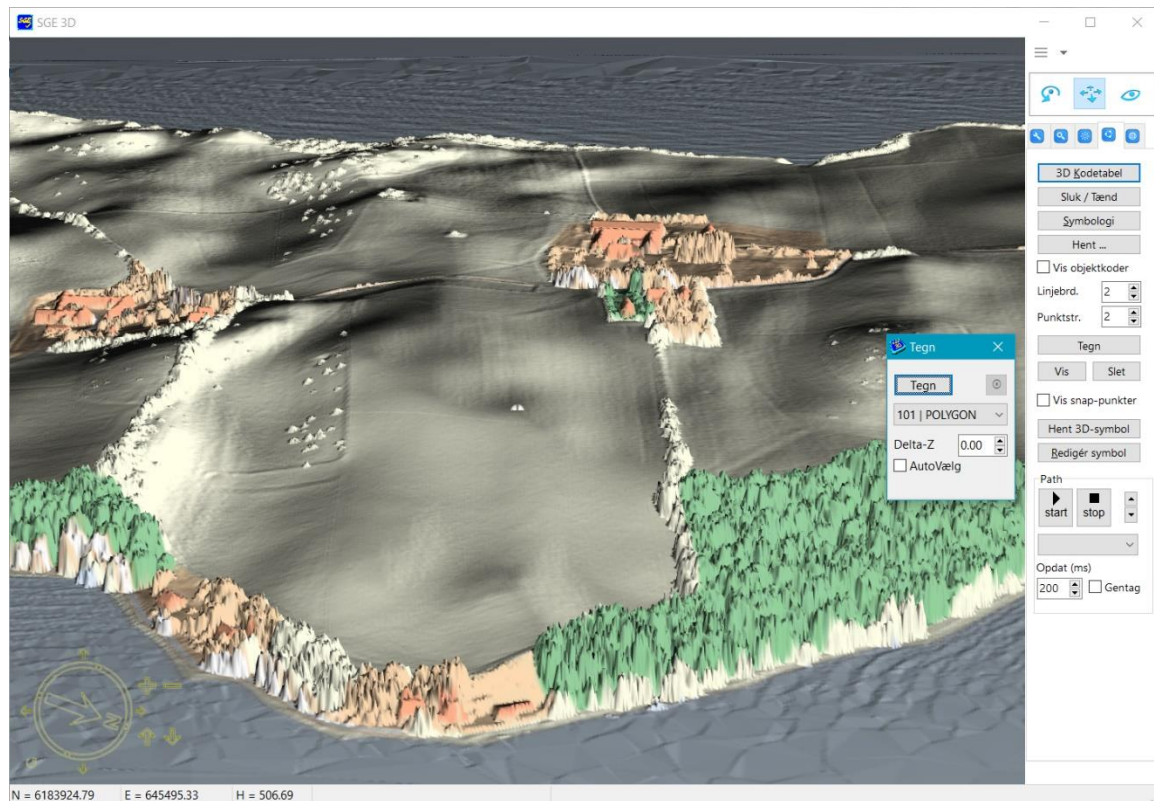 SGE 3D
3D Kodetabel
Sluk / Tænd
Symbologi
Hent ...
Vis objektkoder
Linjebrd. 2
Punktstr. 2
Tegn
Vis Slet
Vis snap-punkter
Hent 3D-symbol
Redigér symbol
Path
start stop
Opdat (ms)
200 Gentag
Tegn
Tegn
101 | POLYGON
Delta-Z 0.00
AutoVælg
N
N = 6183924.79 E = 645495.33 H = 506.69